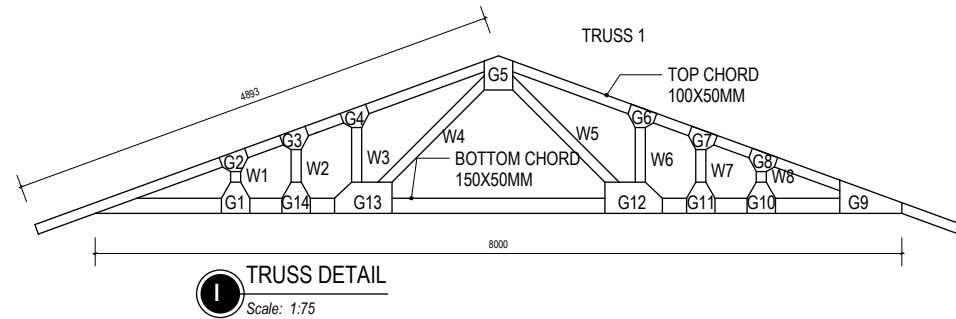 TRUSS 1
G5
TOP CHORD
100X50MM
4893
G4
G6
G3
G7
W4
W5
G2
G8
W3
BOTTOM CHORD
150X50MM
W6
W2
W7
W1
W8
G1
G14
G13
G12
G11
G10
G9
8000
I
TRUSS DETAIL
Scale: 1:75